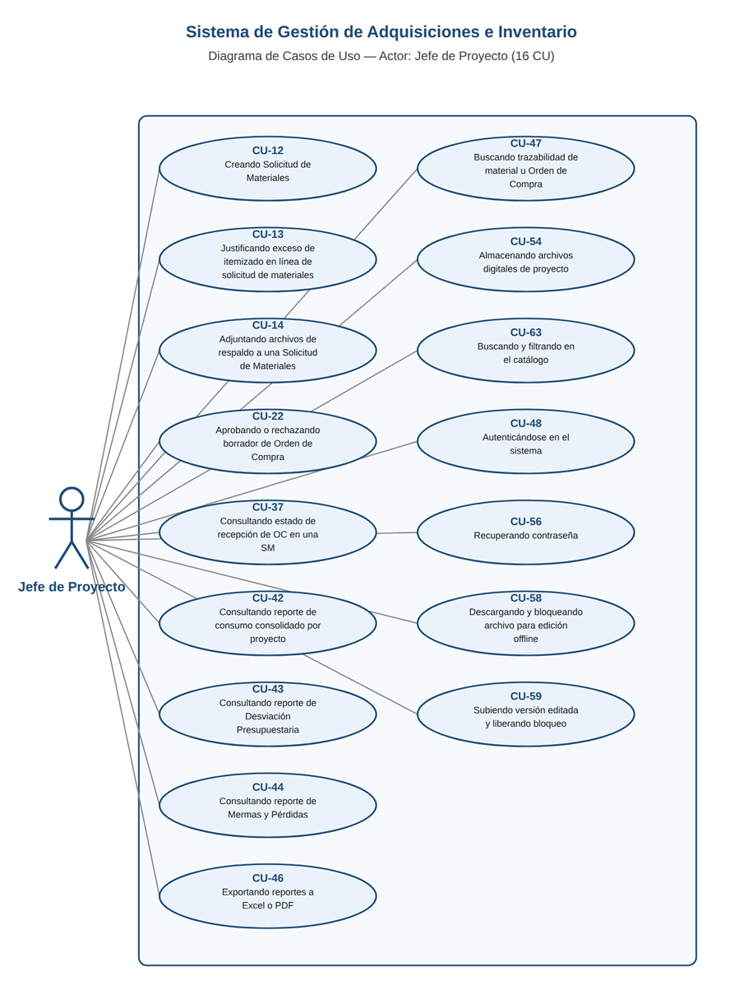 Sistema de Gestión de Adquisiciones e Inventario
Diagrama de Casos de Uso — Actor: Jefe de Proyecto (16 CU)
CU-12
Creando Solicitud de
Materiales
CU-13
Justificando exceso de
itemizado en línea de
solicitud de materiales
CU-14
Adjuntando archivos de
respaldo a una Solicitud
de Materiales
CU-22
Aprobando o rechazando
borrador de Orden de
Compra
CU-37
Consultando estado de
recepción de OC en una
SM
CU-42
Consultando reporte de
consumo consolidado por
proyecto
CU-43
Consultando reporte de
Desviación
Presupuestaria
CU-44
Consultando reporte de
Mermas y Pérdidas
CU-46
Exportando reportes a
Excel o PDF
CU-47
Buscando trazabilidad de
material u Orden de
Compra
CU-54
Almacenando archivos
digitales de proyecto
CU-63
Buscando y filtrando en
el catálogo
CU-48
Autenticándose en el
sistema
CU-56
Recuperando contraseña
CU-58
Descargando y bloqueando
archivo para edición
offline
CU-59
Subiendo versión editada
y liberando bloqueo
Jefe de Proyecto